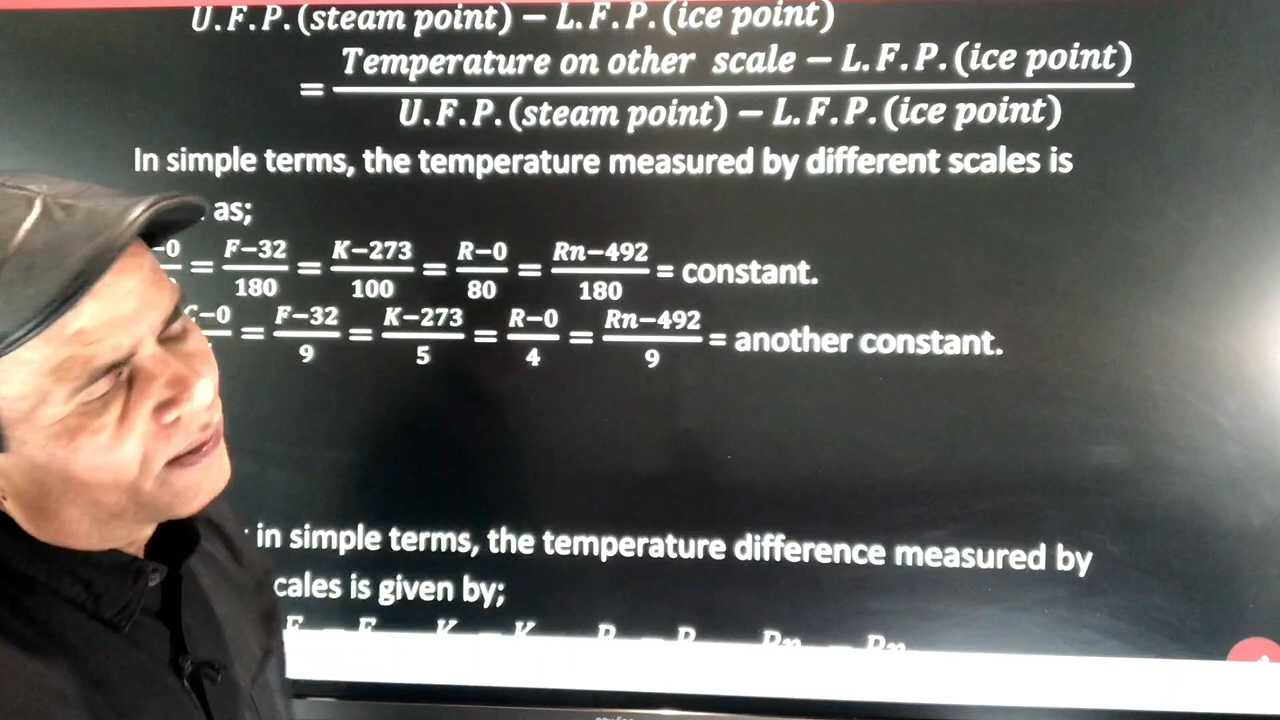 U.F.P.(steam point) − L.F.P.(ice point)
= Temperature on other scale − L.F.P.(ice point)
U.F.P.(steam point) − L.F.P.(ice point)
In simple terms, the temperature measured by different scales is
as;
−0 = F−32/180 = K−273/100 = R−0/80 = Rn−492/180 = constant.
C−0 = F−32/9 = K−273/5 = R−0/4 = Rn−492/9 = another constant.
in simple terms, the temperature difference measured by
cales is given by;